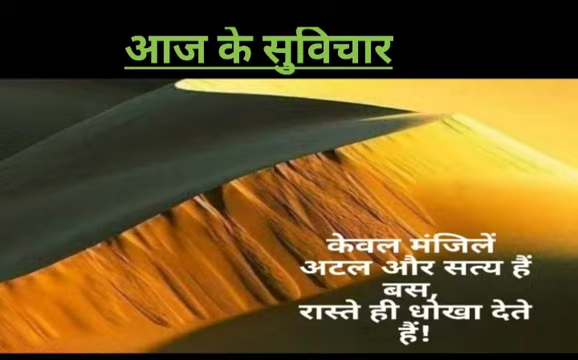 आज के सुविचार
केवल मंजिलें
अटल और सत्य हैं
बस,
रास्ते ही धोखा देते
हैं!